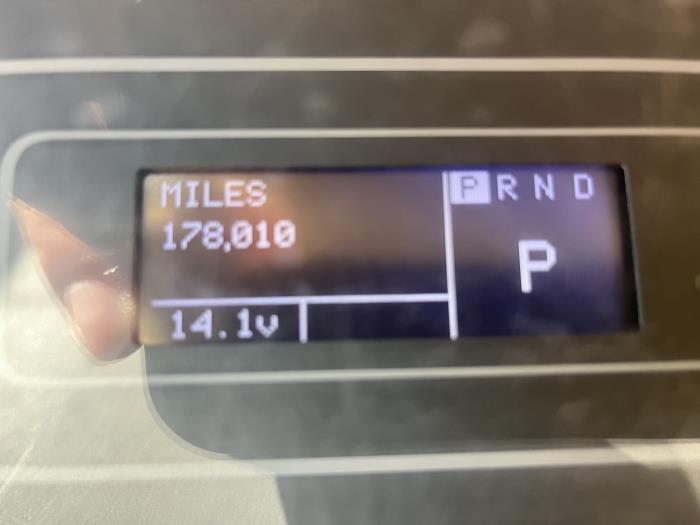 MILES
178,010
14.1v
P R N D
P